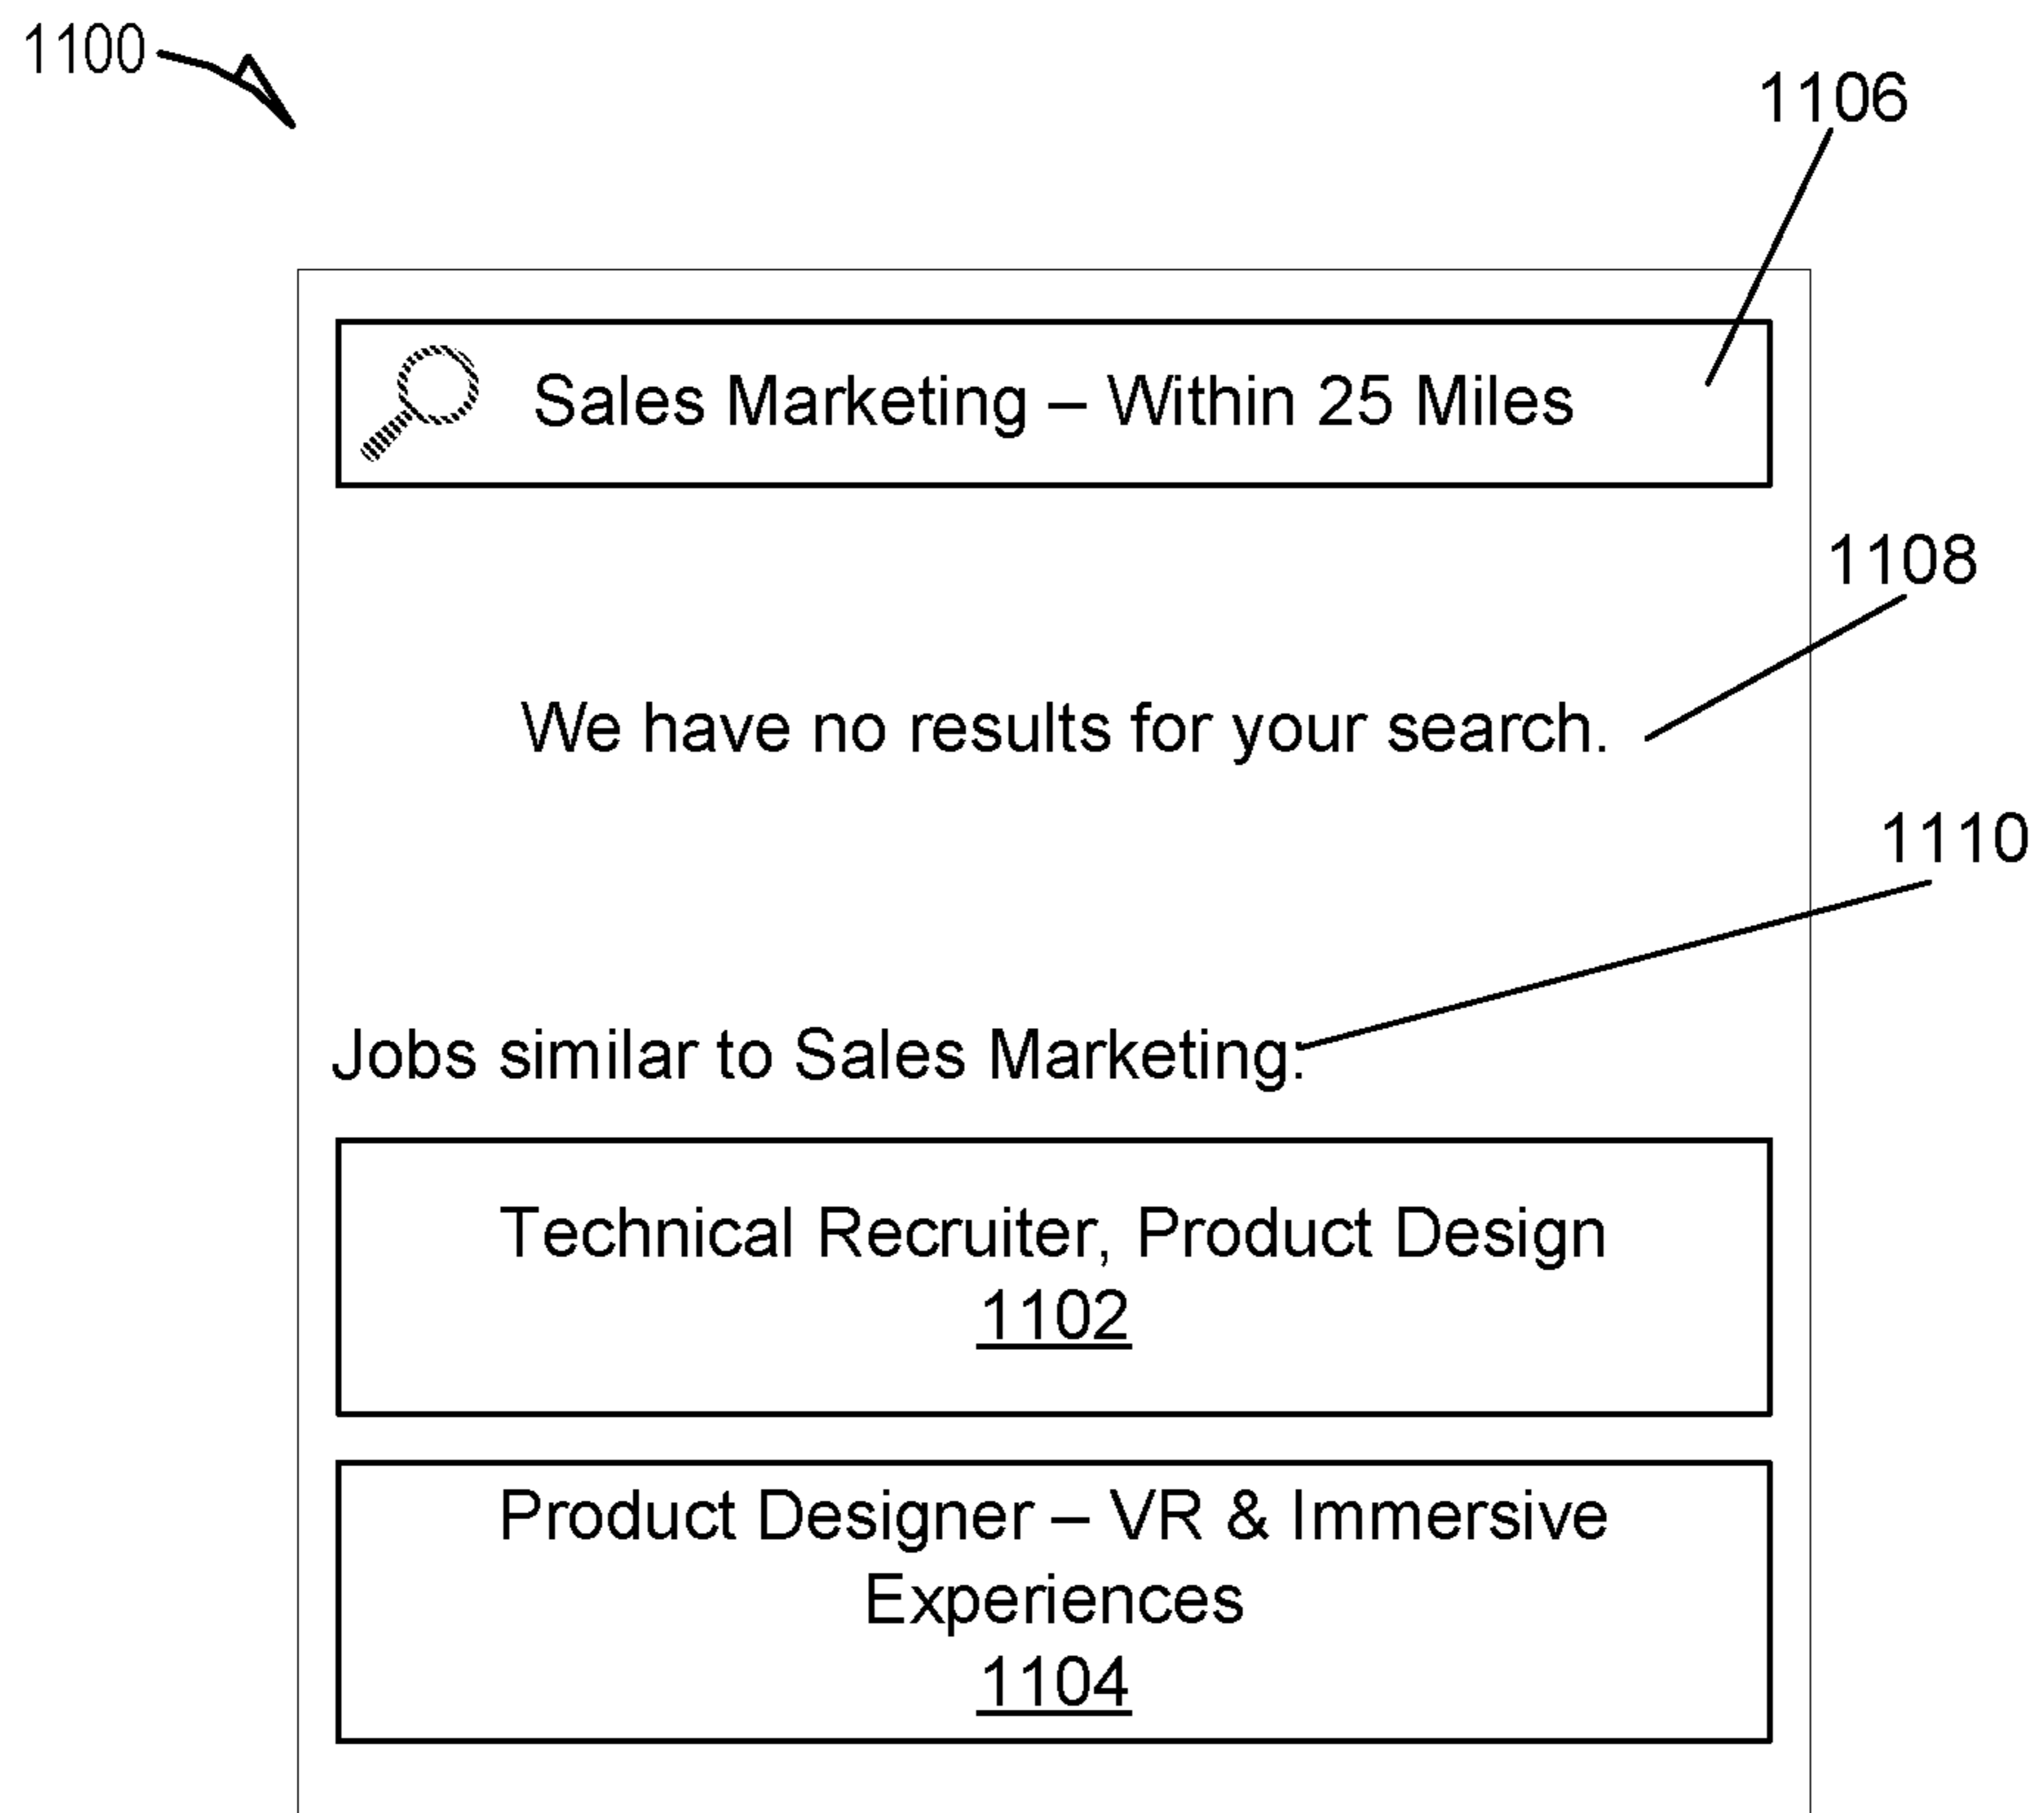 1100
1106
Sales Marketing – Within 25 Miles
1108
We have no results for your search.
1110
Jobs similar to Sales Marketing:
Technical Recruiter, Product Design
1102
Product Designer – VR & Immersive
Experiences
1104